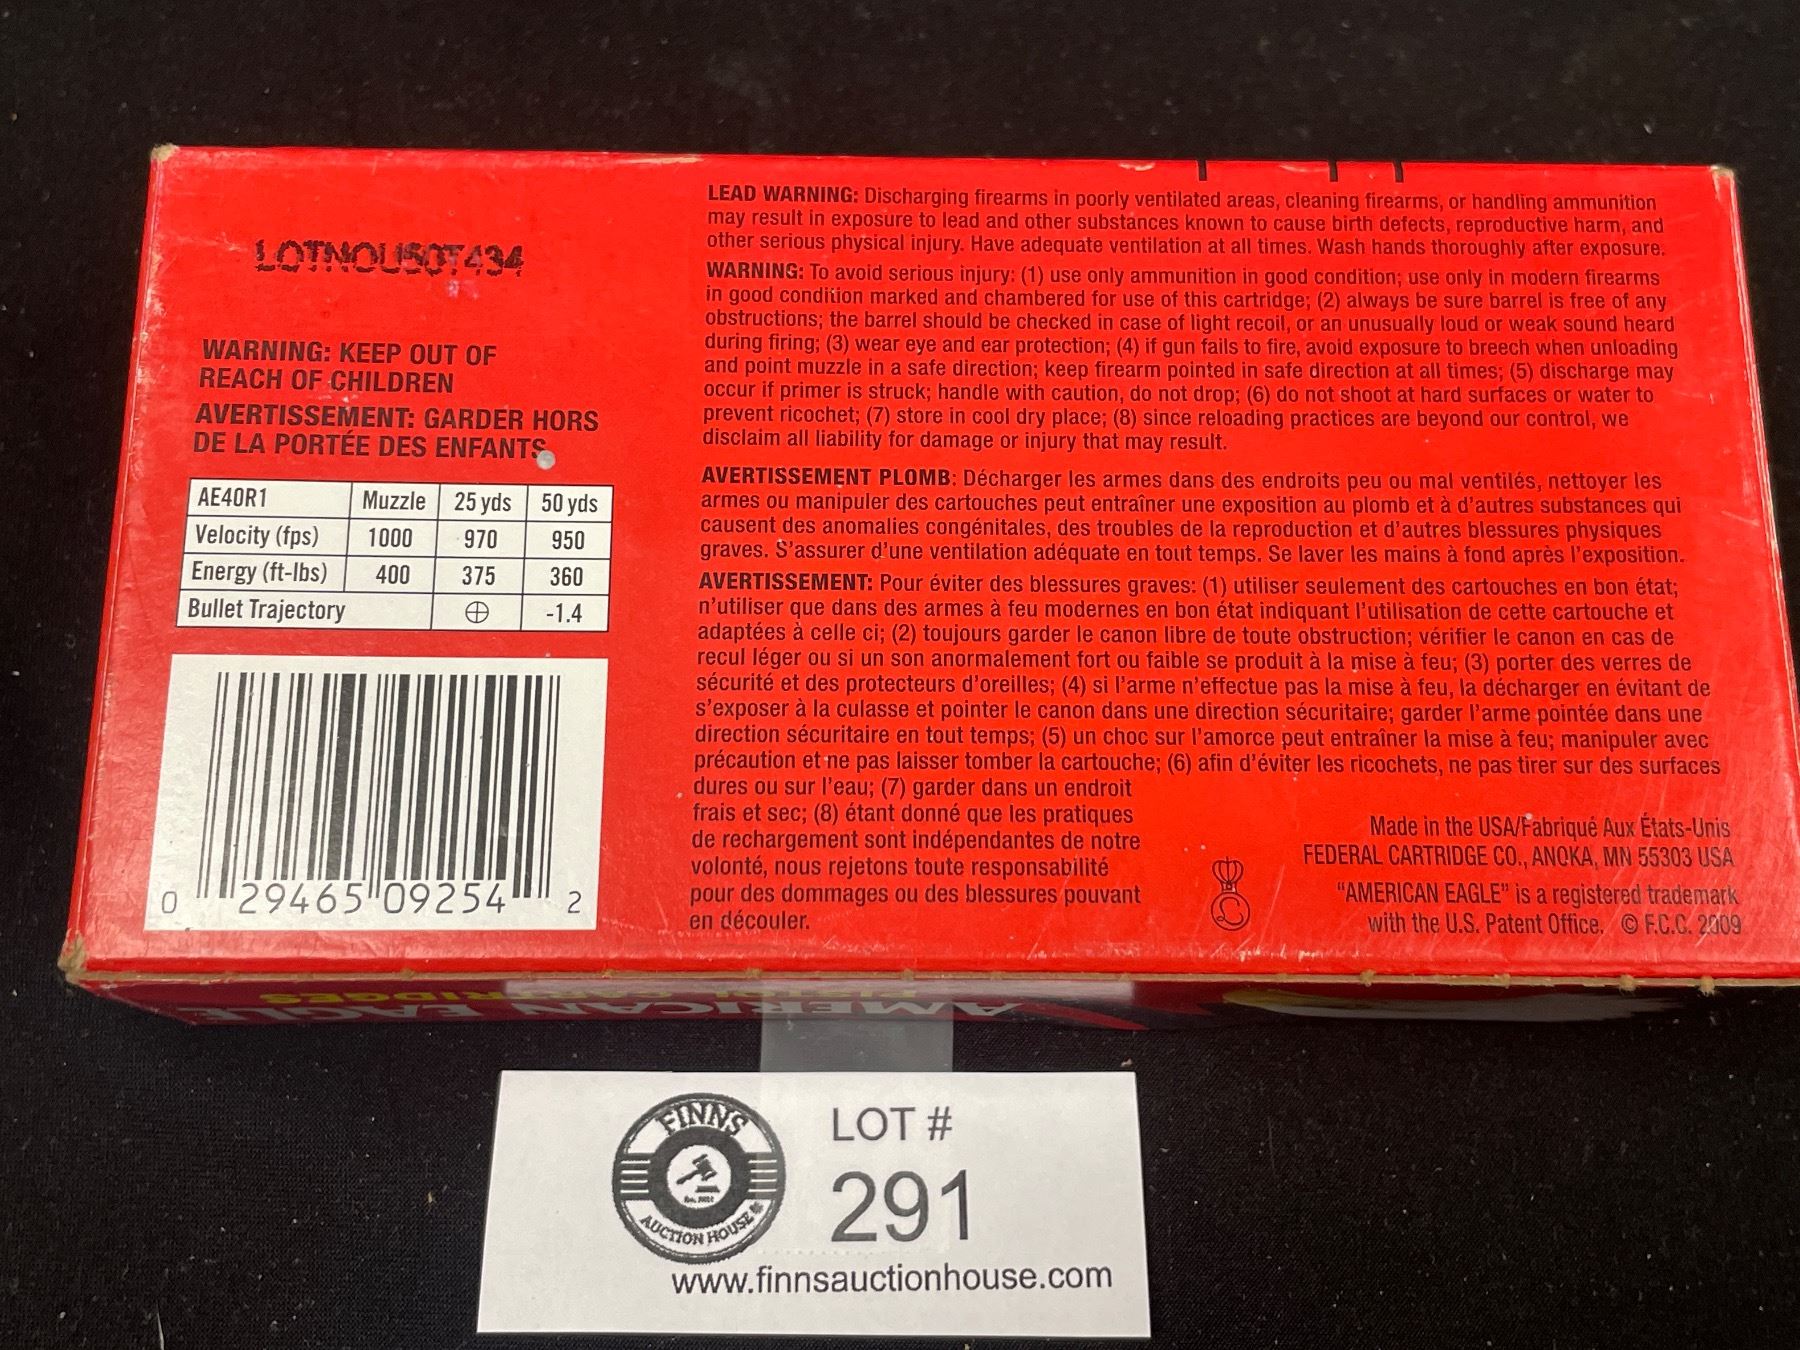 LOTNOU50T434
WARNING: KEEP OUT OF
REACH OF CHILDREN
AVERTISSEMENT: GARDER HORS
DE LA PORTÉE DES ENFANTS
AE40R1 Muzzle 25 yds 50 yds
Velocity (fps) 1000 970 950
Energy (ft-lbs) 400 375 360
Bullet Trajectory ⊕ -1.4
0 29465 09254 2
LEAD WARNING: Discharging firearms in poorly ventilated areas, cleaning firearms, or handling ammunition
may result in exposure to lead and other substances known to cause birth defects, reproductive harm, and
other serious physical injury. Have adequate ventilation at all times. Wash hands thoroughly after exposure.
WARNING: To avoid serious injury: (1) use only ammunition in good condition; use only in modern firearms
in good condition marked and chambered for use of this cartridge; (2) always be sure barrel is free of any
obstructions; the barrel should be checked in case of light recoil, or an unusually loud or weak sound heard
during firing; (3) wear eye and ear protection; (4) if gun fails to fire, avoid exposure to breech when unloading
and point muzzle in a safe direction; keep firearm pointed in safe direction at all times; (5) discharge may
occur if primer is struck; handle with caution, do not drop; (6) do not shoot at hard surfaces or water to
prevent ricochet; (7) store in cool dry place; (8) since reloading practices are beyond our control, we
disclaim all liability for damage or injury that may result.
AVERTISSEMENT PLOMB: Décharger les armes dans des endroits peu ou mal ventilés, nettoyer les
armes ou manipuler des cartouches peut entraîner une exposition au plomb et à d'autres substances qui
causent des anomalies congénitales, des troubles de la reproduction et d'autres blessures physiques
graves. S'assurer d'une ventilation adéquate en tout temps. Se laver les mains à fond après l'exposition.
AVERTISSEMENT: Pour éviter des blessures graves: (1) utiliser seulement des cartouches en bon état;
n'utiliser que dans des armes à feu modernes en bon état indiquant l'utilisation de cette cartouche et
adaptées à celle ci; (2) toujours garder le canon libre de toute obstruction; vérifier le canon en cas de
recul léger ou si un son anormalement fort ou faible se produit à la mise à feu; (3) porter des verres de
sécurité et des protecteurs d'oreilles; (4) si l'arme n'effectue pas la mise à feu, la décharger en évitant de
s'exposer à la culasse et pointer le canon dans une direction sécuritaire; garder l'arme pointée dans une
direction sécuritaire en tout temps; (5) un choc sur l'amorce peut entraîner la mise à feu; manipuler avec
précaution et ne pas laisser tomber la cartouche; (6) afin d'éviter les ricochets, ne pas tirer sur des surfaces
dures ou sur l'eau; (7) garder dans un endroit
frais et sec; (8) étant donné que les pratiques
de rechargement sont indépendantes de notre
volonté, nous rejetons toute responsabilité
pour des dommages ou des blessures pouvant
en découler.
Made in the USA/Fabriqué Aux États-Unis
FEDERAL CARTRIDGE CO., ANOKA, MN 55303 USA
"AMERICAN EAGLE" is a registered trademark
with the U.S. Patent Office. © F.C.C. 2009
PISTOL CARTRIDGES
AMERICAN EAGLE
FINNS
AUCTION HOUSE
LOT #
291
www.finnsauctionhouse.com